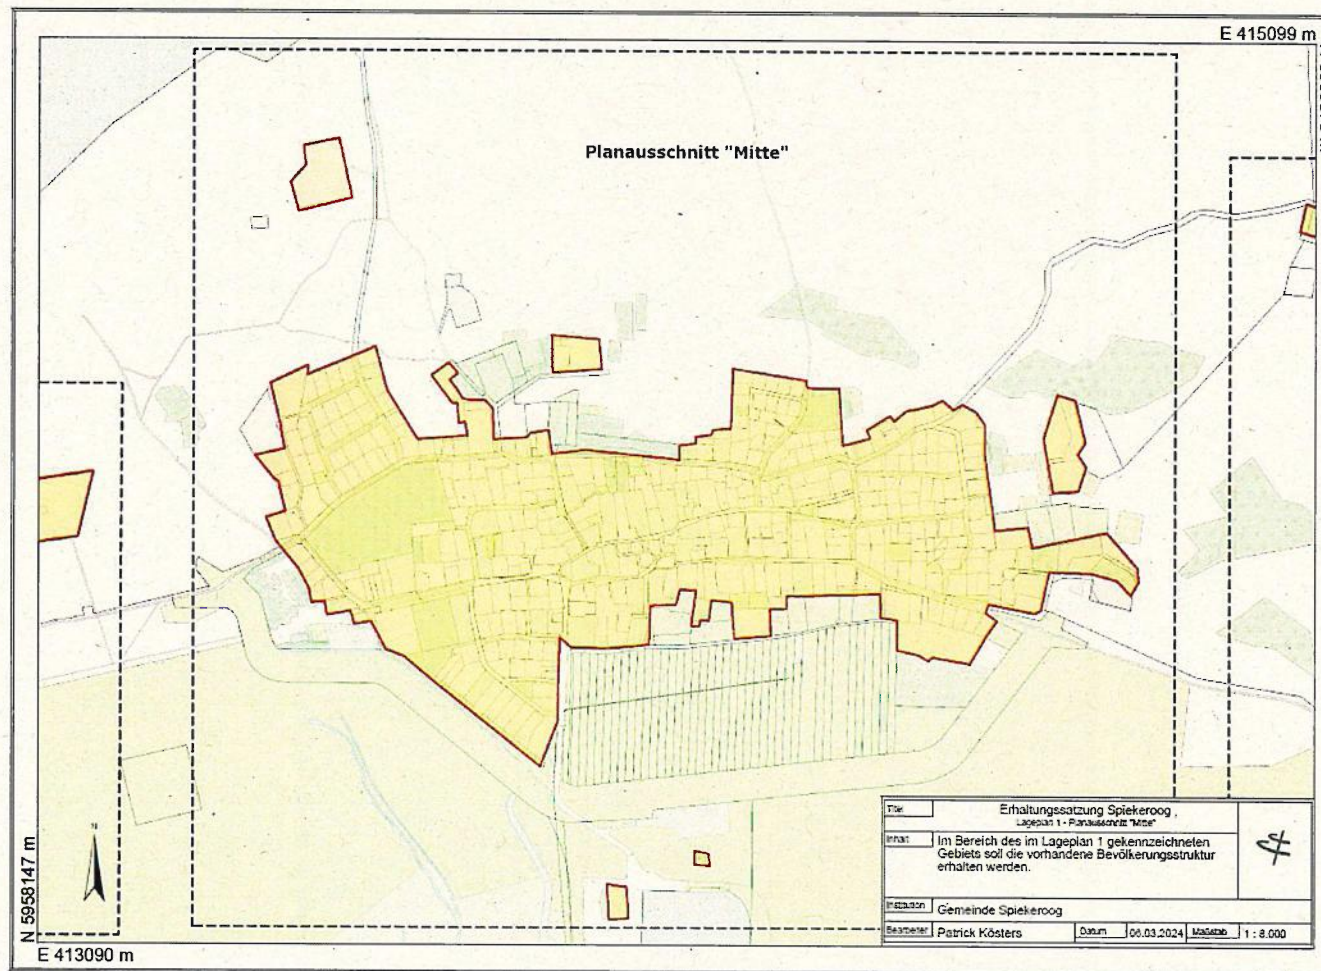 E 415099 m
Planausschnitt "Mitte"
N 5958147 m
E 413090 m
N
Titel
Erhaltungssatzung Spiekeroog
Lageplan 1 - Planausschnitt "Mitte"
Inhalt
Im Bereich des im Lageplan 1 gekennzeichneten
Gebiets soll die vorhandene Bevölkerungsstruktur
erhalten werden.
Institution
Gemeinde Spiekeroog
Bearbeiter
Patrick Kösters
Datum
06.03.2024
Maßstab
1 : 8.000